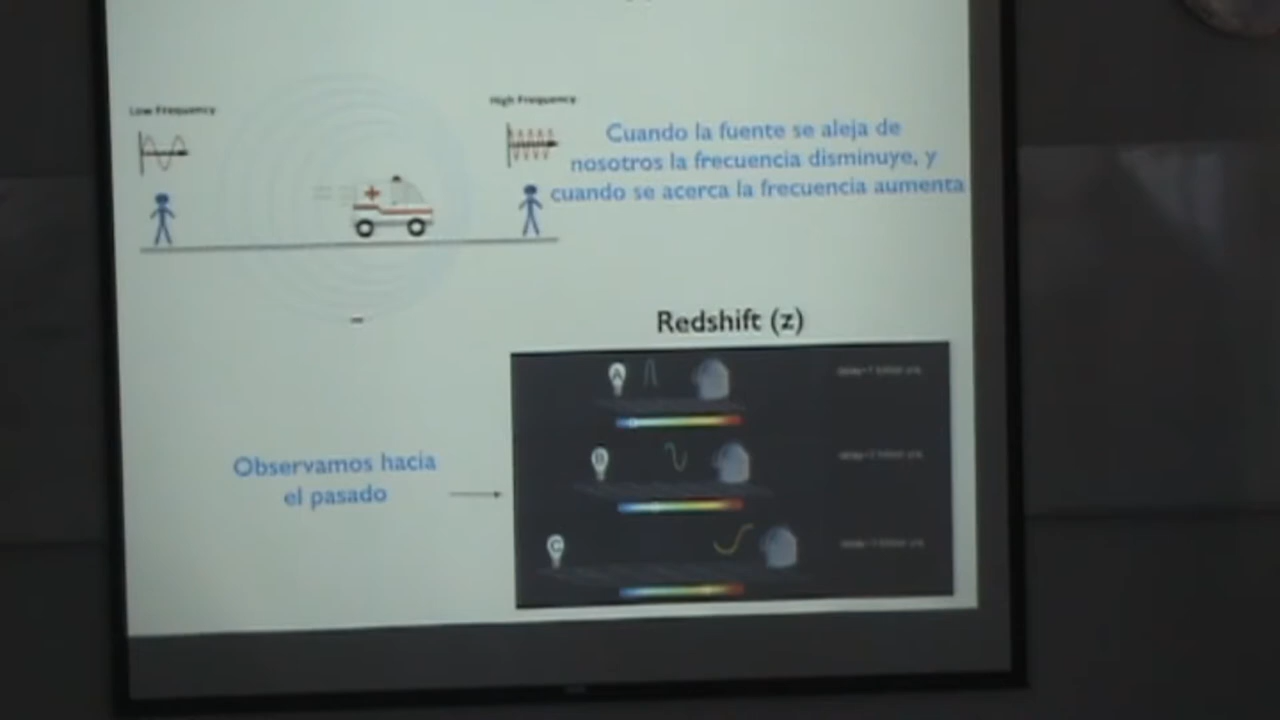 Low Frequency
High Frequency
Cuando la fuente se aleja de
nosotros la frecuencia disminuye, y
cuando se acerca la frecuencia aumenta
Redshift (z)
A
B
C
Observamos hacia
el pasado